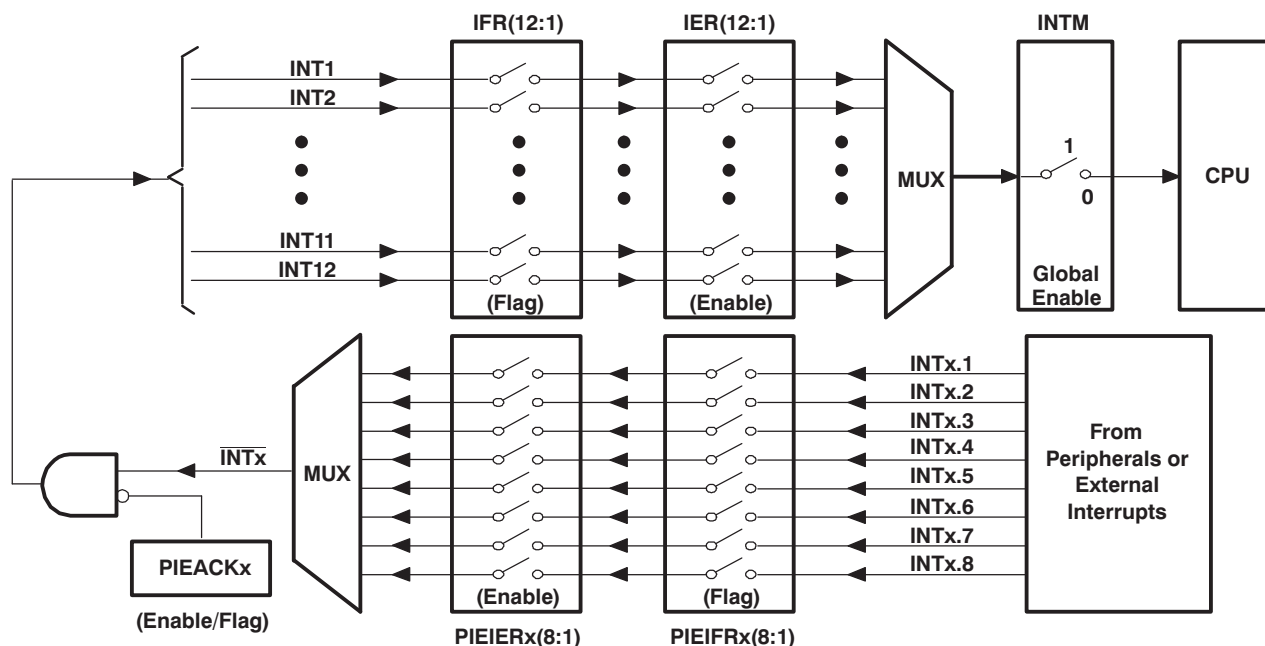 IFR(12:1)
IER(12:1)
INTM
INT1
INT2
MUX
1
0
CPU
INT11
INT12
(Flag)
(Enable)
Global
Enable
INTx.1
INTx.2
INTx.3
INTx.4
INTx.5
INTx.6
INTx.7
INTx.8
From
Peripherals or
External
Interrupts
INTx
MUX
PIEACKx
(Enable/Flag)
(Enable)
(Flag)
PIEIERx(8:1)
PIEIFRx(8:1)